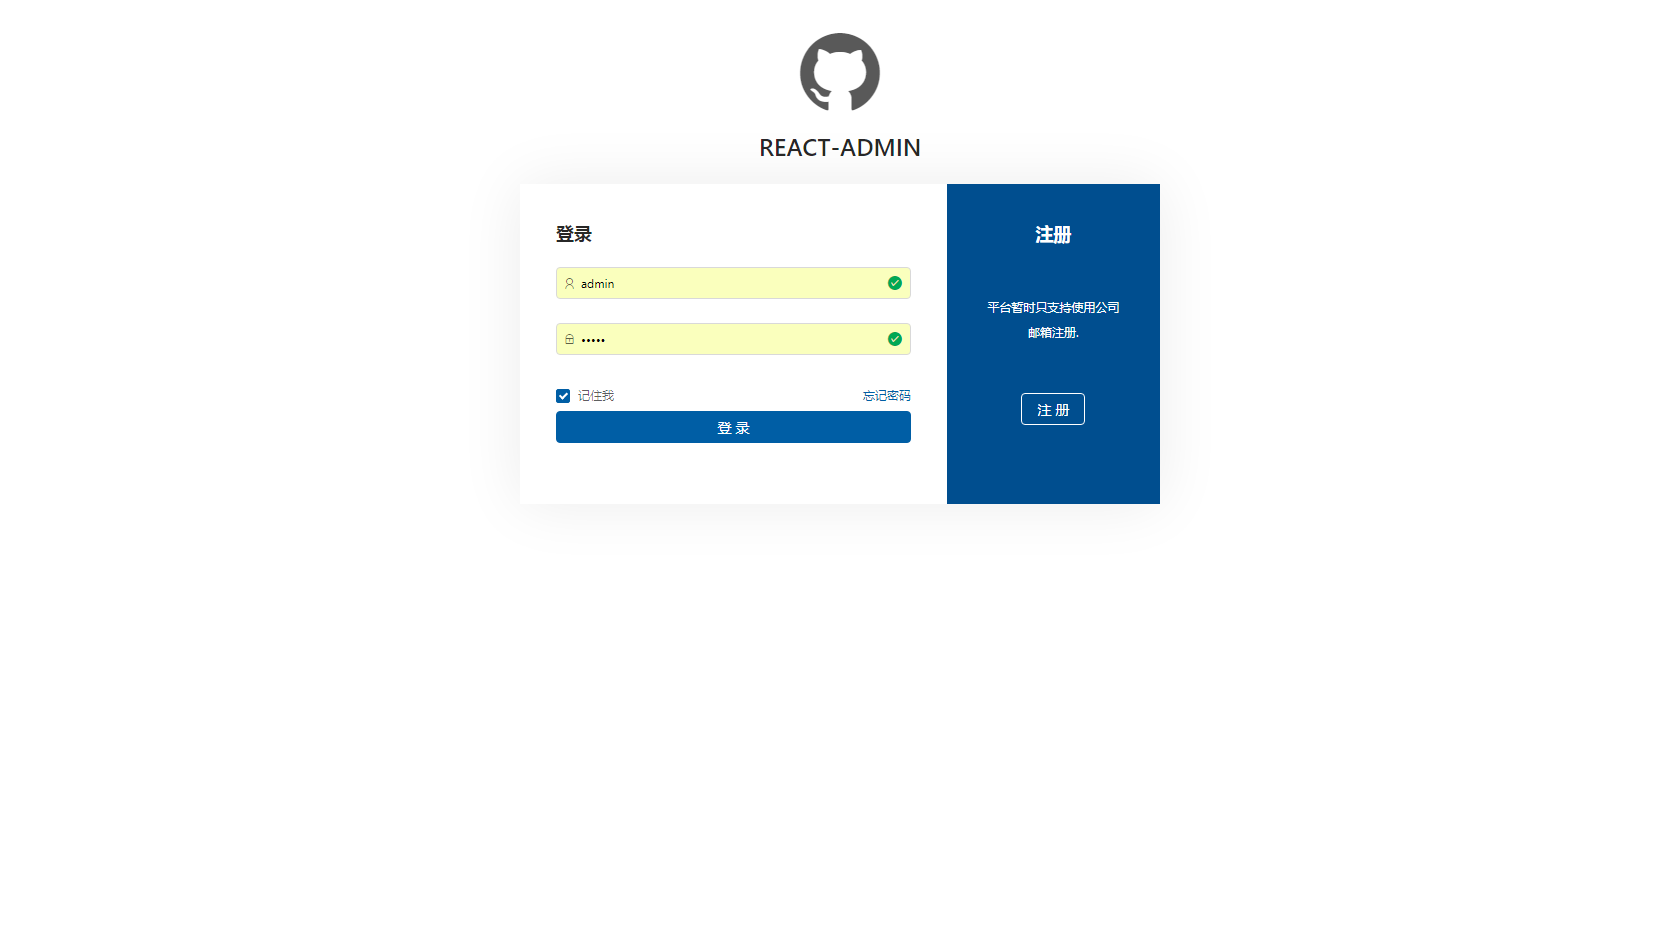 REACT-ADMIN
登录
admin
•••••
记住我
忘记密码
登 录
注册
平台暂时只支持使用公司
邮箱注册.
注 册